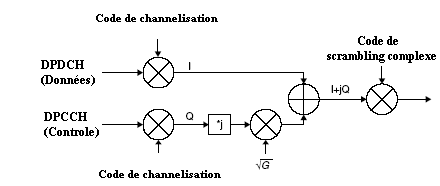 Code de channelisation
Code de
scrambling complexe
DPDCH
(Données)
I
I+jQ
DPCCH
(Controle)
Q
*j
√G
Code de channelisation